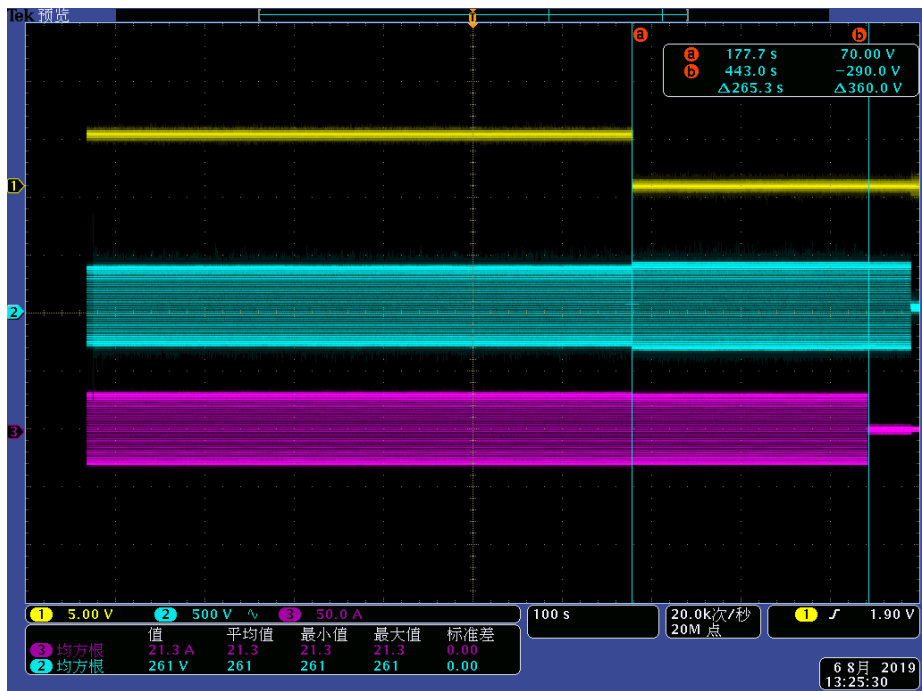 Tek 预览
a
b
a 177.7 s 70.00 V
b 443.0 s −290.0 V
Δ265.3 s Δ360.0 V
1
2
3
1 5.00 V 2 500 V ∿ 3 50.0 A
100 s
20.0k次/秒
20M 点
1 1.90 V
值 平均值 最小值 最大值 标准差
3 均方根 21.3 A 21.3 21.3 21.3 0.00
2 均方根 261 V 261 261 261 0.00
6 8月 2019
13:25:30